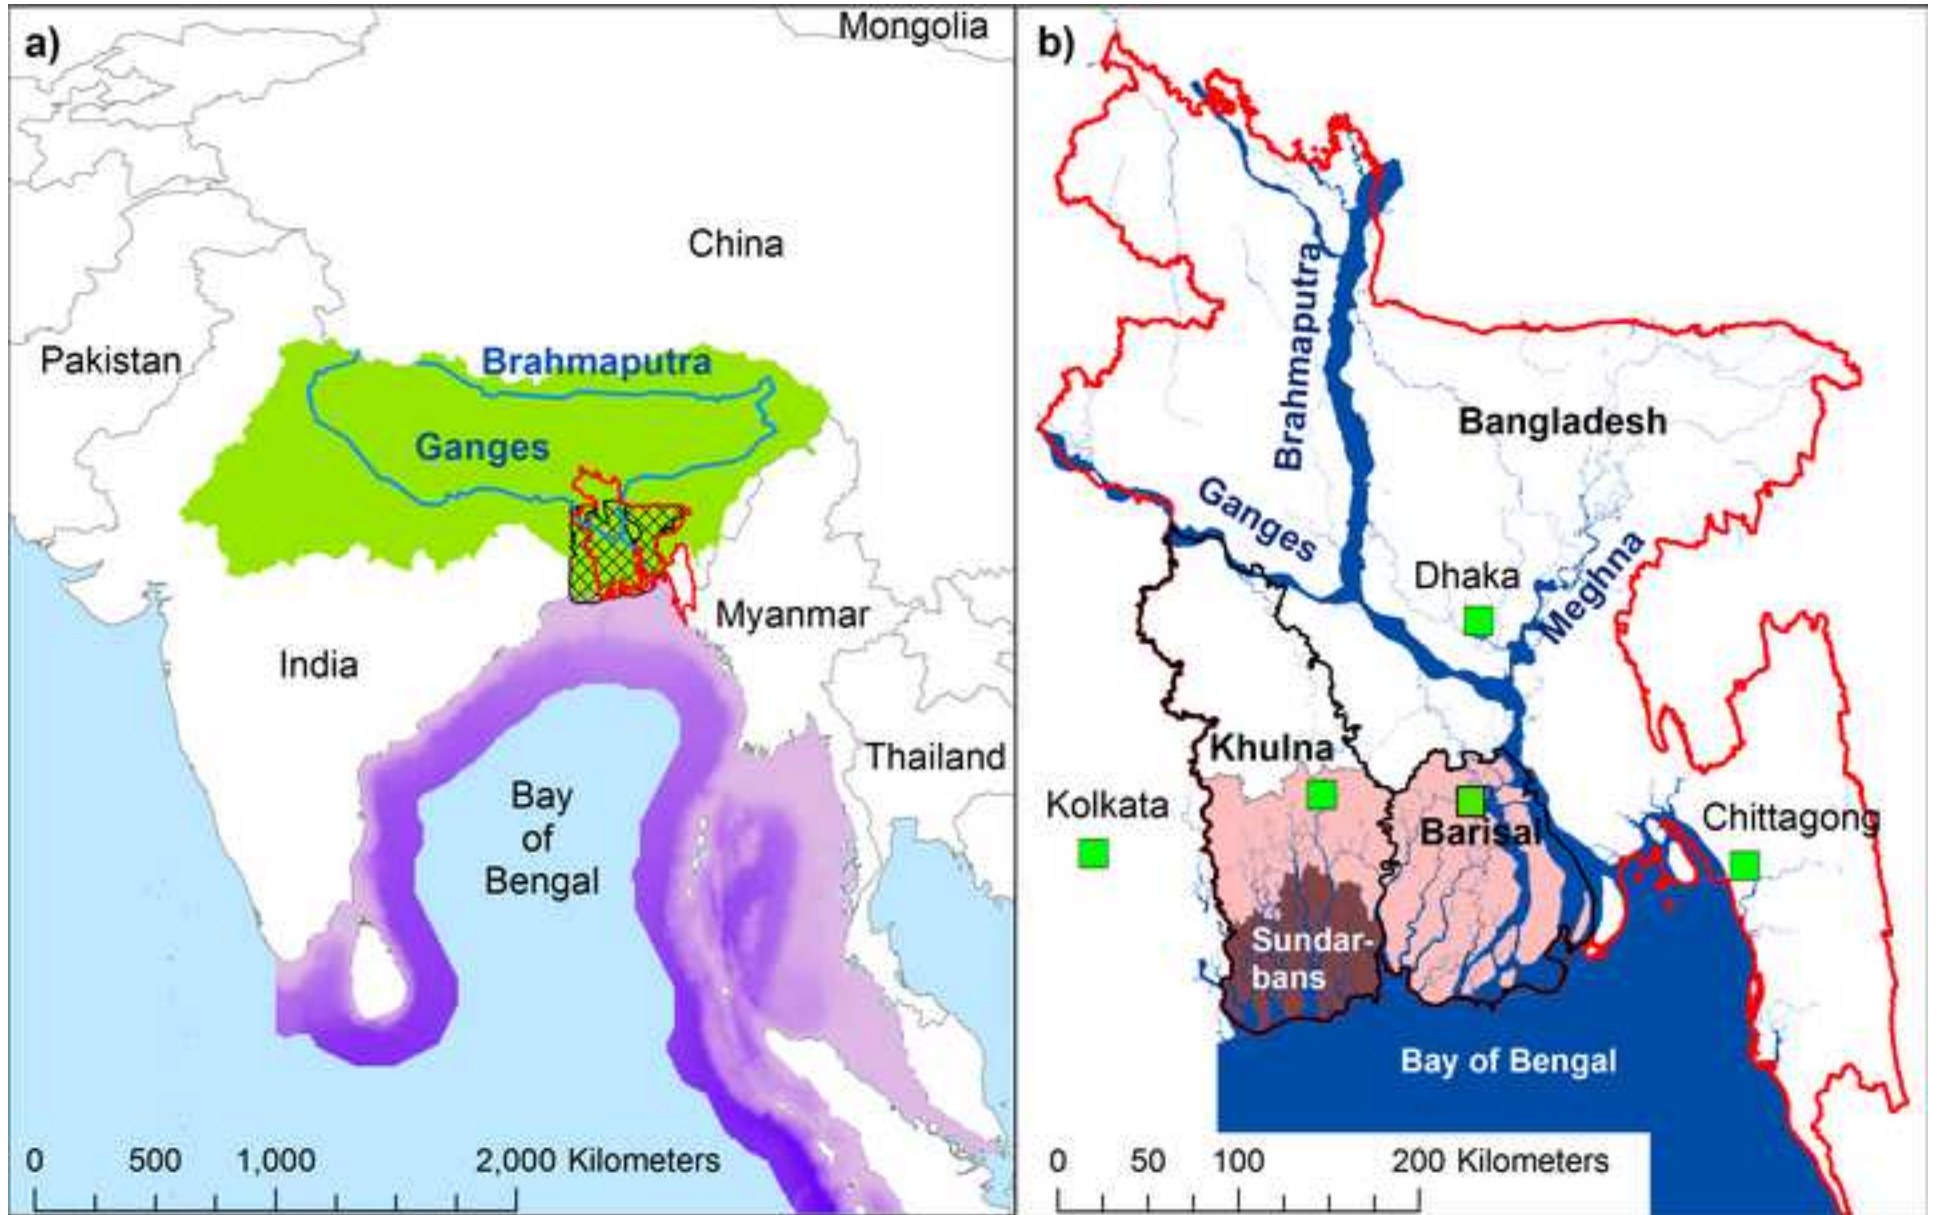 a)
Mongolia
China
Pakistan
Brahmaputra
Ganges
Myanmar
India
Thailand
Bay
of
Bengal
0 500 1,000 2,000 Kilometers
b)
Brahmaputra
Bangladesh
Ganges
Dhaka
Meghna
Khulna
Kolkata
Chittagong
Barisal
Sundar-
bans
Bay of Bengal
0 50 100 200 Kilometers